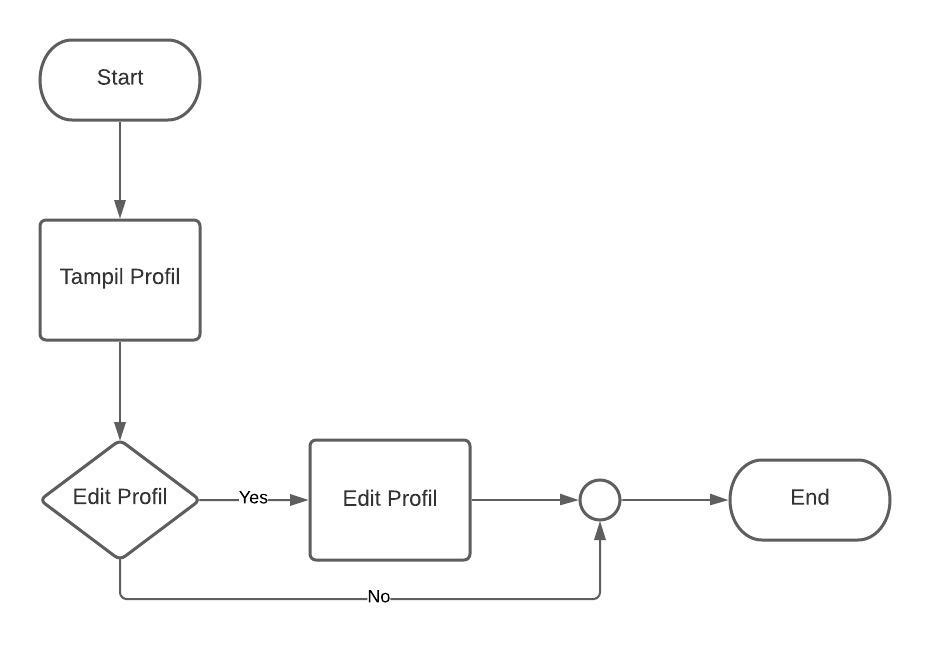 Start
Tampil Profil
Edit Profil
Yes
Edit Profil
End
No